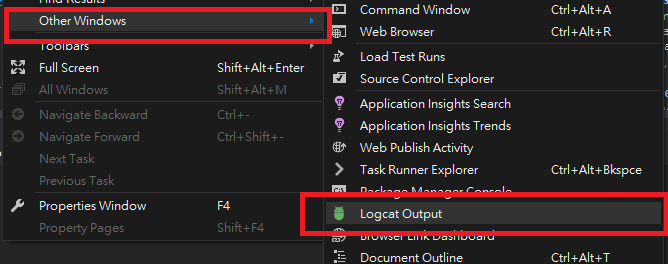 Find Results
Other Windows
Toolbars
Full Screen Shift+Alt+Enter
All Windows Shift+Alt+M
Navigate Backward Ctrl+-
Navigate Forward Ctrl+Shift+-
Next Task
Previous Task
Properties Window F4
Property Pages Shift+F4
Command Window Ctrl+Alt+A
Web Browser Ctrl+Alt+R
Load Test Runs
Source Control Explorer
Application Insights Search
Application Insights Trends
Web Publish Activity
Task Runner Explorer Ctrl+Alt+Bkspce
Package Manager Console
Logcat Output
Browser Link Dashboard
Document Outline Ctrl+Alt+T